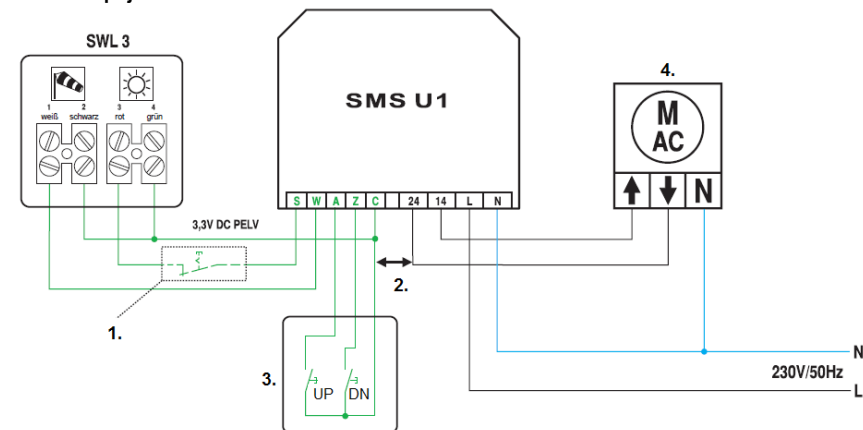 SWL 3
1 2 3 4
weiß schwarz rot grün
SMS U1
4.
M
AC
N
S W A Z C 24 14 L N
3,3V DC PELV
2.
1.
3.
UP DN
N
230V/50Hz
L